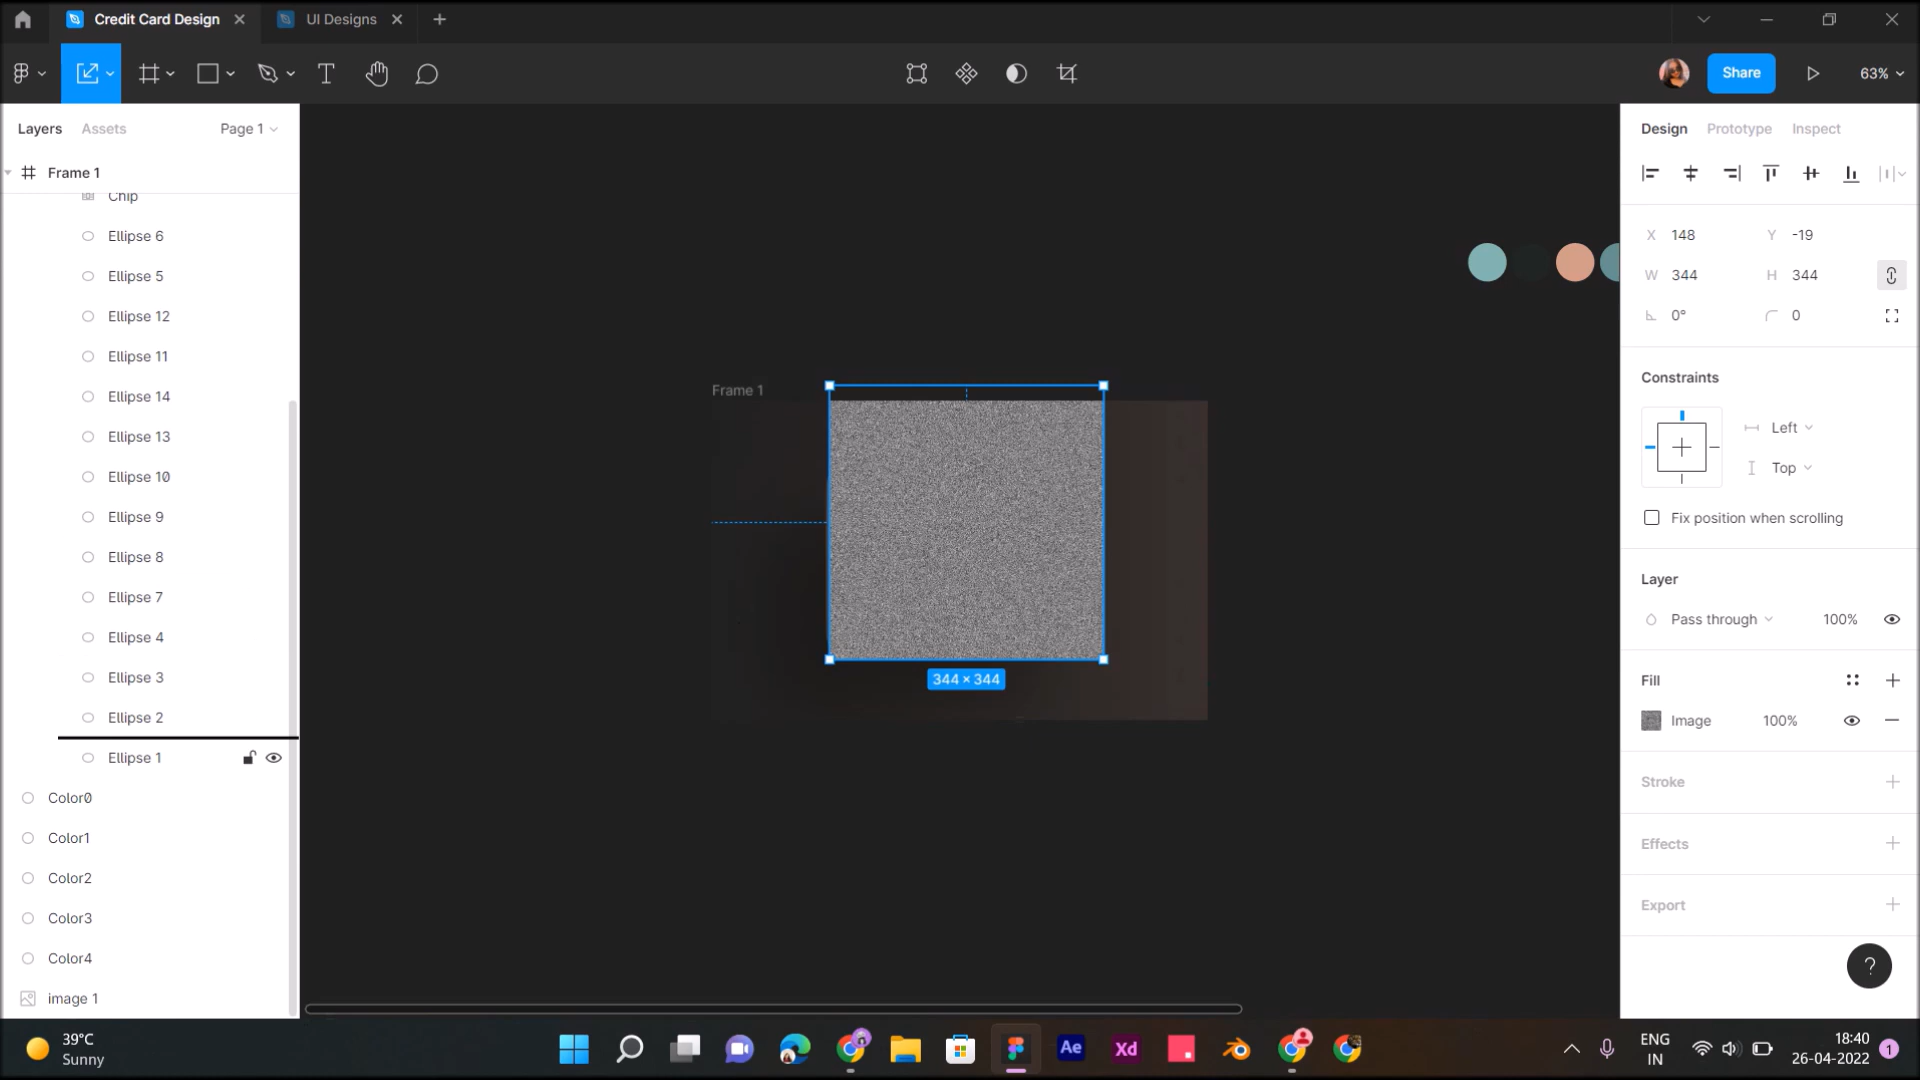 Credit Card Design
UI Designs
Share
63%
Layers
Assets
Page 1
Frame 1
Chip
Ellipse 6
Ellipse 5
Ellipse 12
Ellipse 11
Ellipse 14
Ellipse 13
Ellipse 10
Ellipse 9
Ellipse 8
Ellipse 7
Ellipse 4
Ellipse 3
Ellipse 2
Ellipse 1
Color0
Color1
Color2
Color3
Color4
image 1
Frame 1
344 × 344
Design
Prototype
Inspect
X 148 Y -19
W 344 H 344
0° 0
Constraints
Left
Top
Fix position when scrolling
Layer
Pass through 100%
Fill
Image 100%
Stroke
Effects
Export
?
39°C
Sunny
Ae
Xd
ENG
IN
18:40
26-04-2022
1